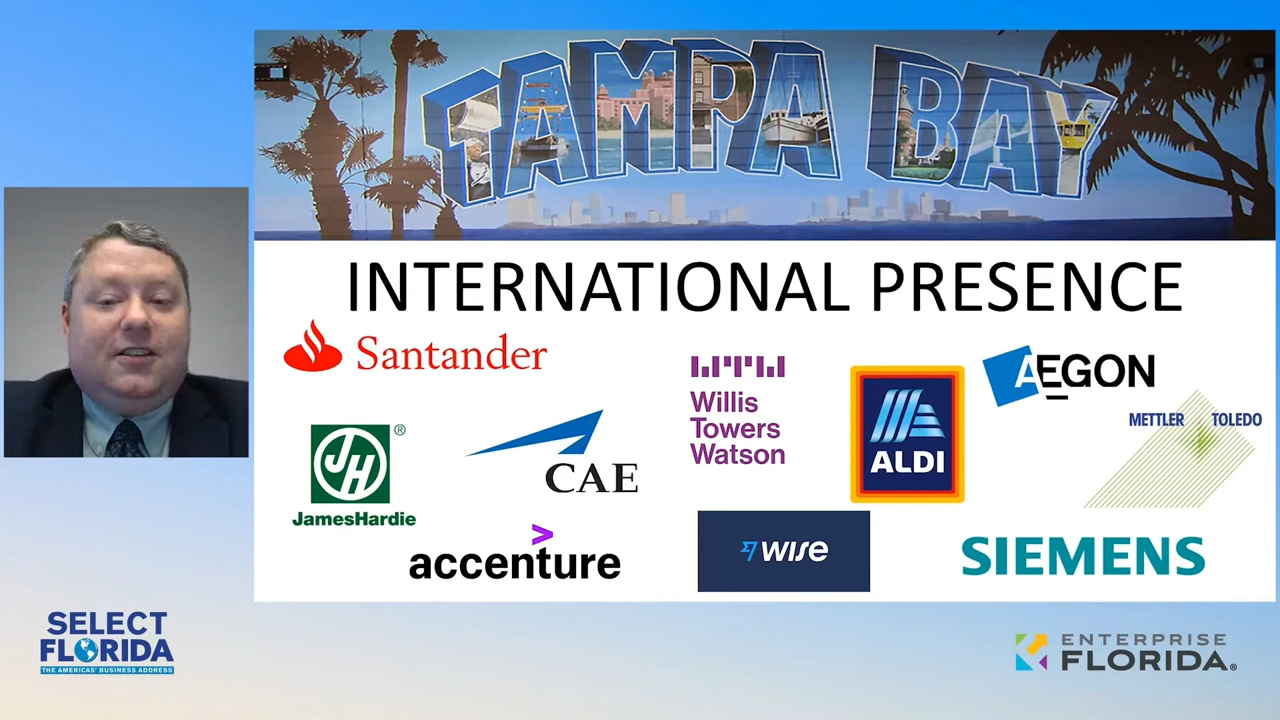 TAMPA BAY
INTERNATIONAL PRESENCE
Santander
Willis
Towers
Watson
ALDI
AEGON
METTLER TOLEDO
JH®
JamesHardie
CAE
accenture
WISE
SIEMENS
SELECT
FLORIDA
THE AMERICAS' BUSINESS ADDRESS
ENTERPRISE
FLORIDA®